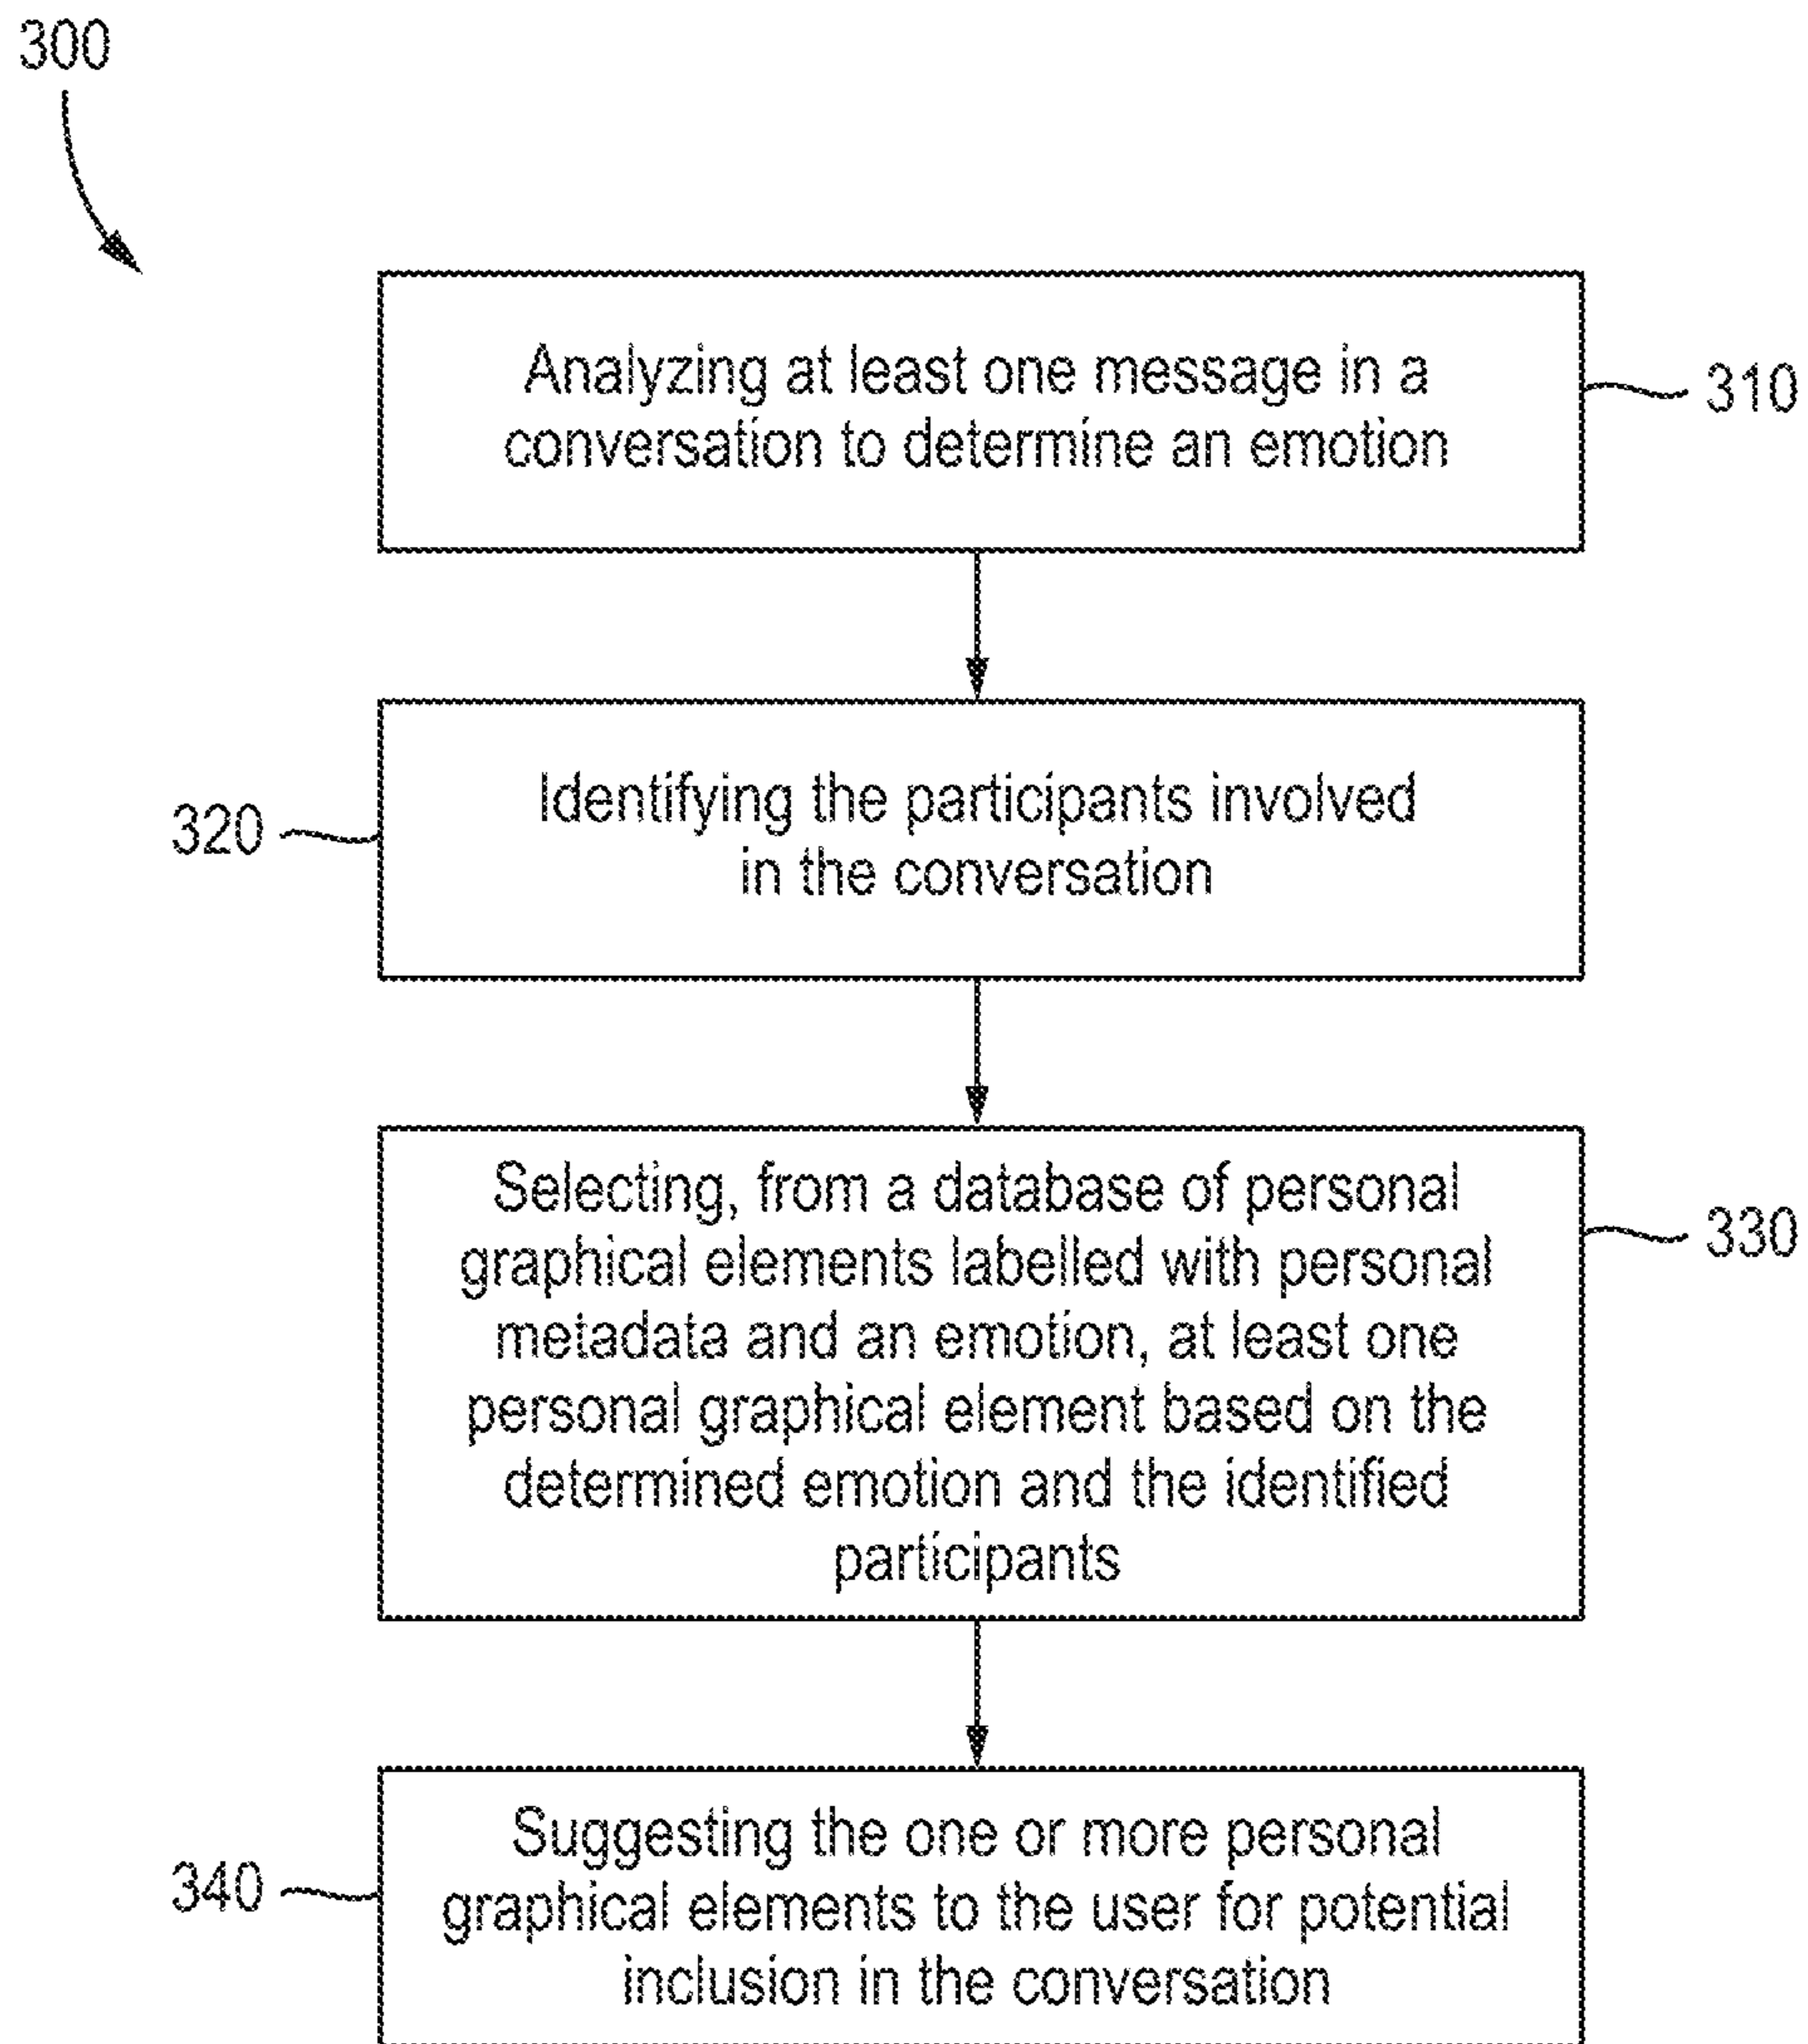 300
Analyzing at least one message in a
conversation to determine an emotion
310
Identifying the participants involved
in the conversation
320
Selecting, from a database of personal
graphical elements labelled with personal
metadata and an emotion, at least one
personal graphical element based on the
determined emotion and the identified
participants
330
Suggesting the one or more personal
graphical elements to the user for potential
inclusion in the conversation
340